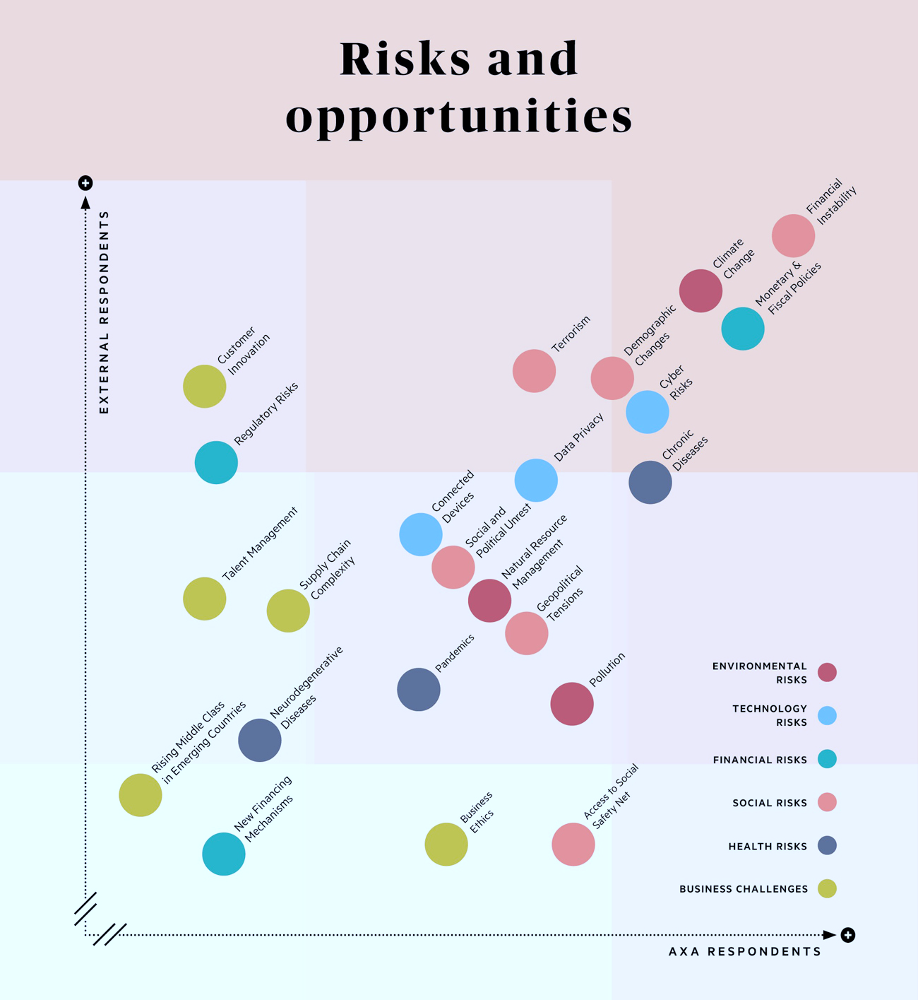 Risks and
opportunities
EXTERNAL RESPONDENTS
Financial
Instability
Climate
Change
Monetary &
Fiscal Policies
Demographic
Changes
Terrorism
Customer
Innovation
Cyber
Risks
Regulatory Risks
Data Privacy
Chronic
Diseases
Connected
Devices
Social and
Political Unrest
Talent Management
Supply Chain
Complexity
Natural Resource
Management
Geopolitical
Tensions
Pandemics
Pollution
Neurodegenerative
Diseases
Rising Middle Class
in Emerging Countries
New Financing
Mechanisms
Business
Ethics
Access to Social
Safety Net
ENVIRONMENTAL
RISKS
TECHNOLOGY
RISKS
FINANCIAL RISKS
SOCIAL RISKS
HEALTH RISKS
BUSINESS CHALLENGES
AXA RESPONDENTS